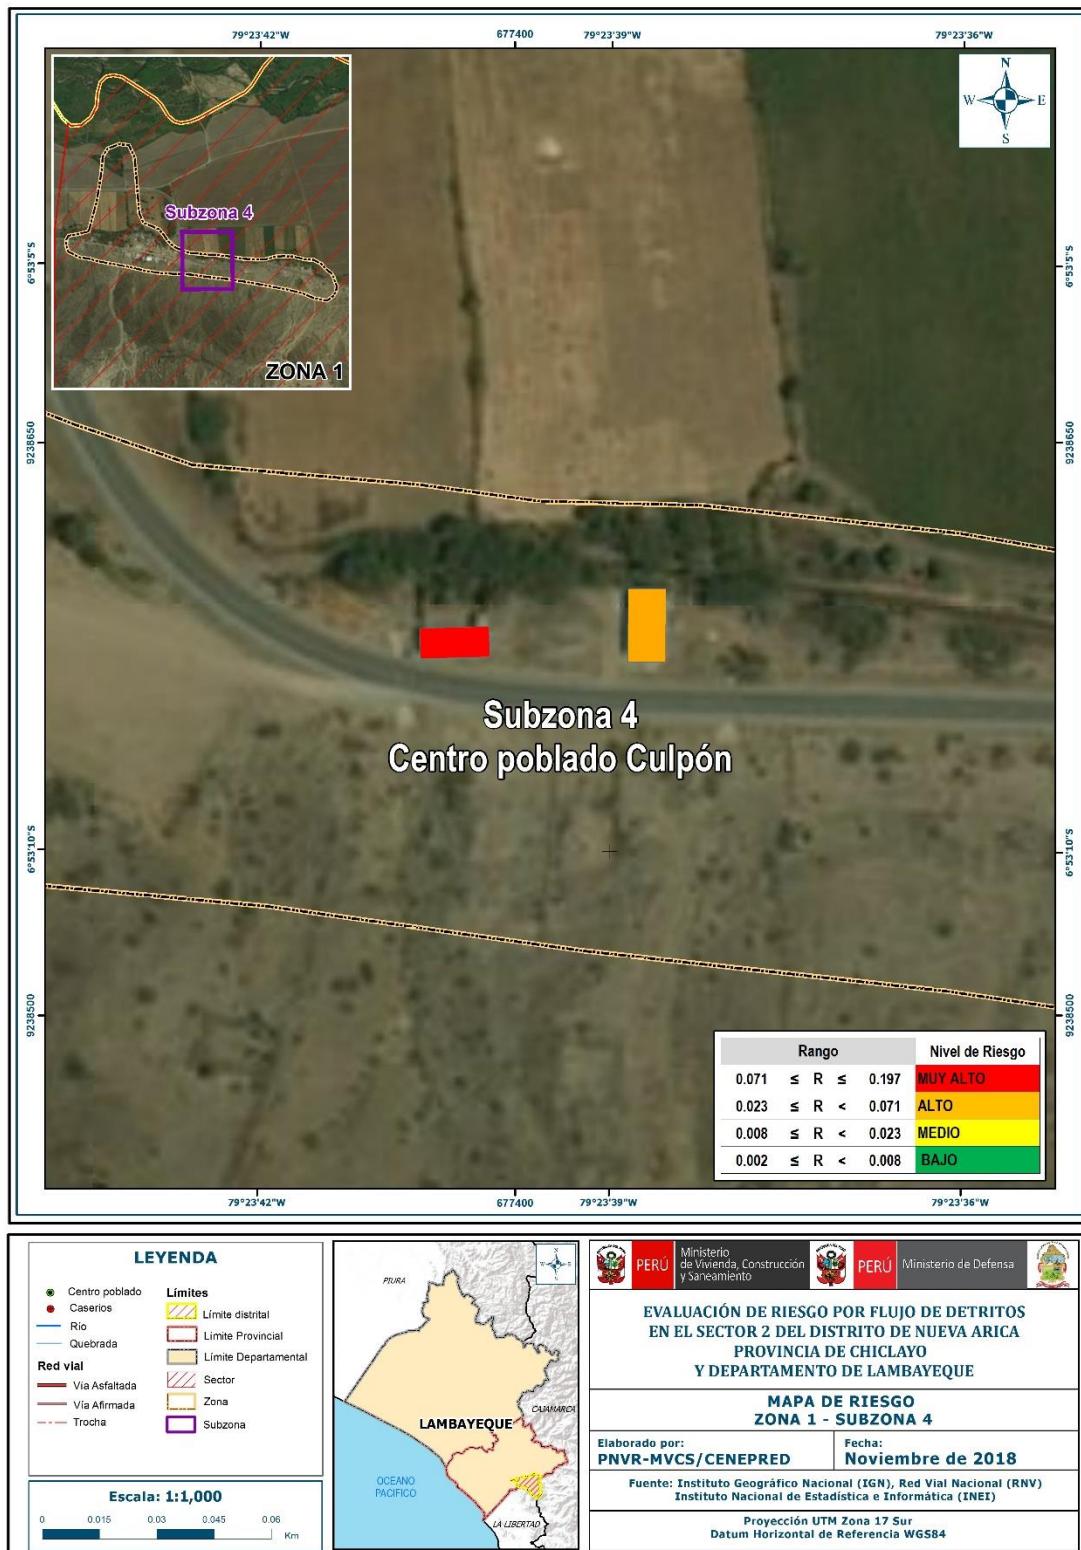 79°23'42"W
677400
79°23'39"W
79°23'36"W
N
W
E
S
Subzona 4
ZONA 1
6°53'5"S
6°53'5"S
9238650
9238650
Subzona 4
Centro poblado Culpón
6°53'10"S
6°53'10"S
9238500
9238500
Rango Nivel de Riesgo
0.071 ≤ R ≤ 0.197 MUY ALTO
0.023 ≤ R < 0.071 ALTO
0.008 ≤ R < 0.023 MEDIO
0.002 ≤ R < 0.008 BAJO
79°23'42"W
677400
79°23'39"W
79°23'36"W
LEYENDA
Centro poblado
Caserios
Río
Quebrada
Red vial
Vía Asfaltada
Vía Afirmada
Trocha
Límites
Límite distrital
Límite Provincial
Límite Departamental
Sector
Zona
Subzona
Escala: 1:1,000
0 0.015 0.03 0.045 0.06
Km
PIURA
CAJAMARCA
LAMBAYEQUE
OCEANO
PACIFICO
LA LIBERTAD
PERÚ
Ministerio
de Vivienda, Construcción
y Saneamiento
PERÚ
Ministerio de Defensa
EVALUACIÓN DE RIESGO POR FLUJO DE DETRITOS
EN EL SECTOR 2 DEL DISTRITO DE NUEVA ARICA
PROVINCIA DE CHICLAYO
Y DEPARTAMENTO DE LAMBAYEQUE
MAPA DE RIESGO
ZONA 1 - SUBZONA 4
Elaborado por:
PNVR-MVCS/CENEPRED
Fecha:
Noviembre de 2018
Fuente: Instituto Geográfico Nacional (IGN), Red Vial Nacional (RNV)
Instituto Nacional de Estadística e Informática (INEI)
Proyección UTM Zona 17 Sur
Datum Horizontal de Referencia WGS84